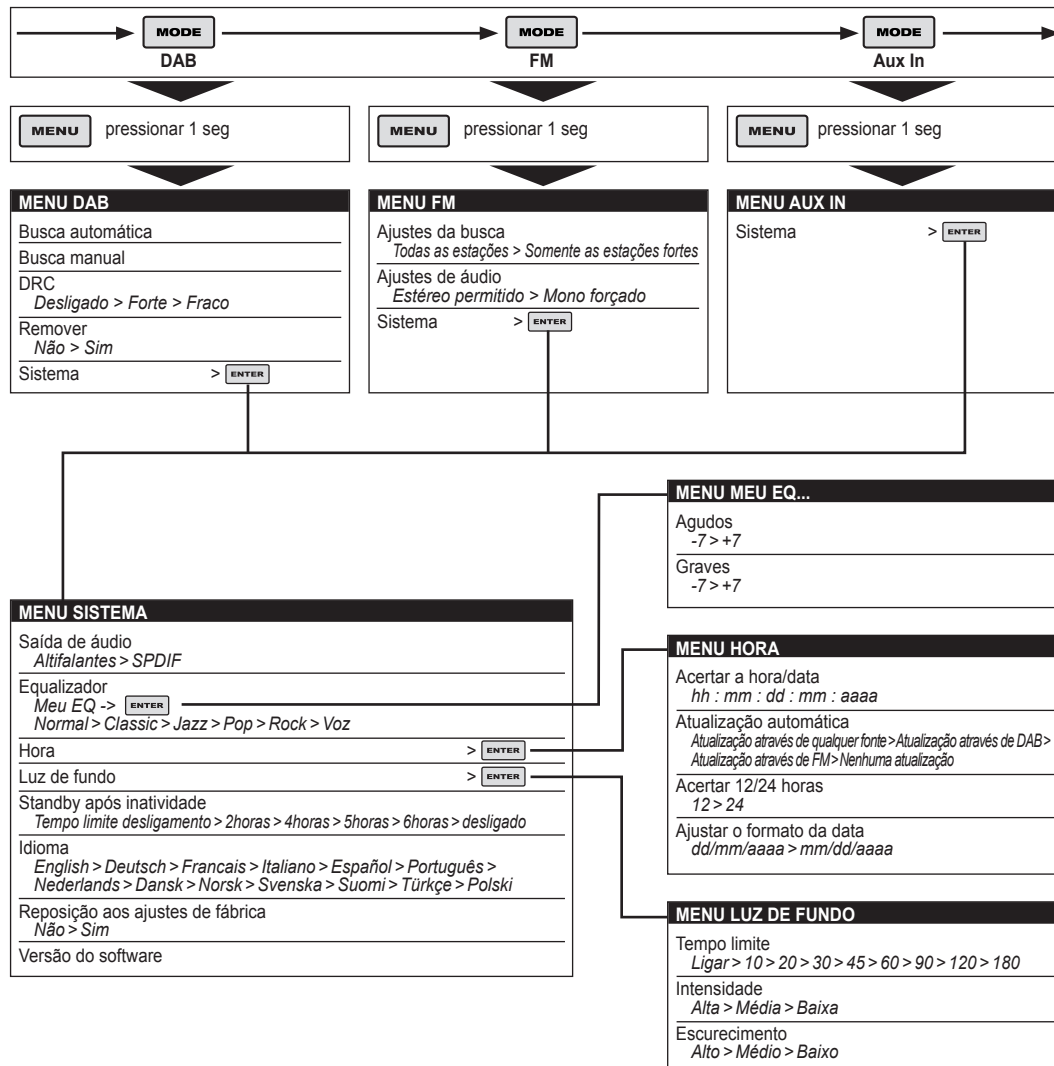 MODE
DAB
MODE
FM
MODE
Aux In
MENU pressionar 1 seg
MENU pressionar 1 seg
MENU pressionar 1 seg
MENU DAB
Busca automática
Busca manual
DRC
Desligado > Forte > Fraco
Remover
Não > Sim
Sistema > ENTER
MENU FM
Ajustes da busca
Todas as estações > Somente as estações fortes
Ajustes de áudio
Estéreo permitido > Mono forçado
Sistema > ENTER
MENU AUX IN
Sistema > ENTER
MENU SISTEMA
Saída de áudio
Altifalantes > SPDIF
Equalizador
Meu EQ -> ENTER
Normal > Classic > Jazz > Pop > Rock > Voz
Hora > ENTER
Luz de fundo > ENTER
Standby após inatividade
Tempo limite desligamento > 2horas > 4horas > 5horas > 6horas > desligado
Idioma
English > Deutsch > Francais > Italiano > Español > Português >
Nederlands > Dansk > Norsk > Svenska > Suomi > Türkçe > Polski
Reposição aos ajustes de fábrica
Não > Sim
Versão do software
MENU MEU EQ...
Agudos
-7 > +7
Graves
-7 > +7
MENU HORA
Acertar a hora/data
hh : mm : dd : mm : aaaa
Atualização automática
Atualização através de qualquer fonte > Atualização através de DAB >
Atualização através de FM > Nenhuma atualização
Acertar 12/24 horas
12 > 24
Ajustar o formato da data
dd/mm/aaaa > mm/dd/aaaa
MENU LUZ DE FUNDO
Tempo limite
Ligar > 10 > 20 > 30 > 45 > 60 > 90 > 120 > 180
Intensidade
Alta > Média > Baixa
Escurecimento
Alto > Médio > Baixo